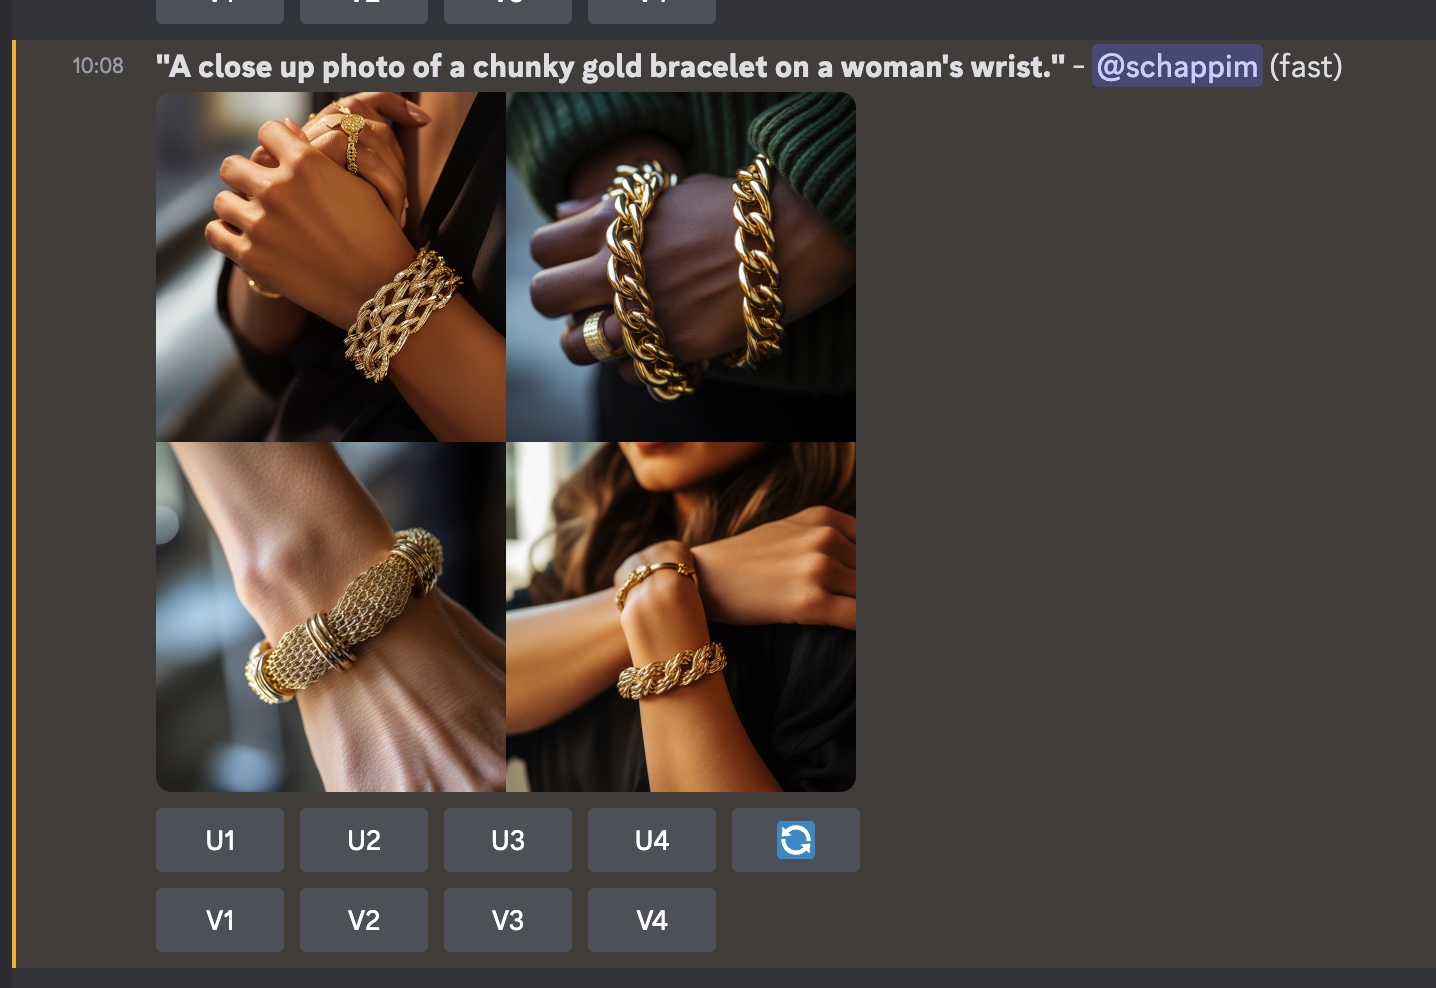 10:08 "A close up photo of a chunky gold bracelet on a woman's wrist." - @schappim (fast)
U1 U2 U3 U4
V1 V2 V3 V4